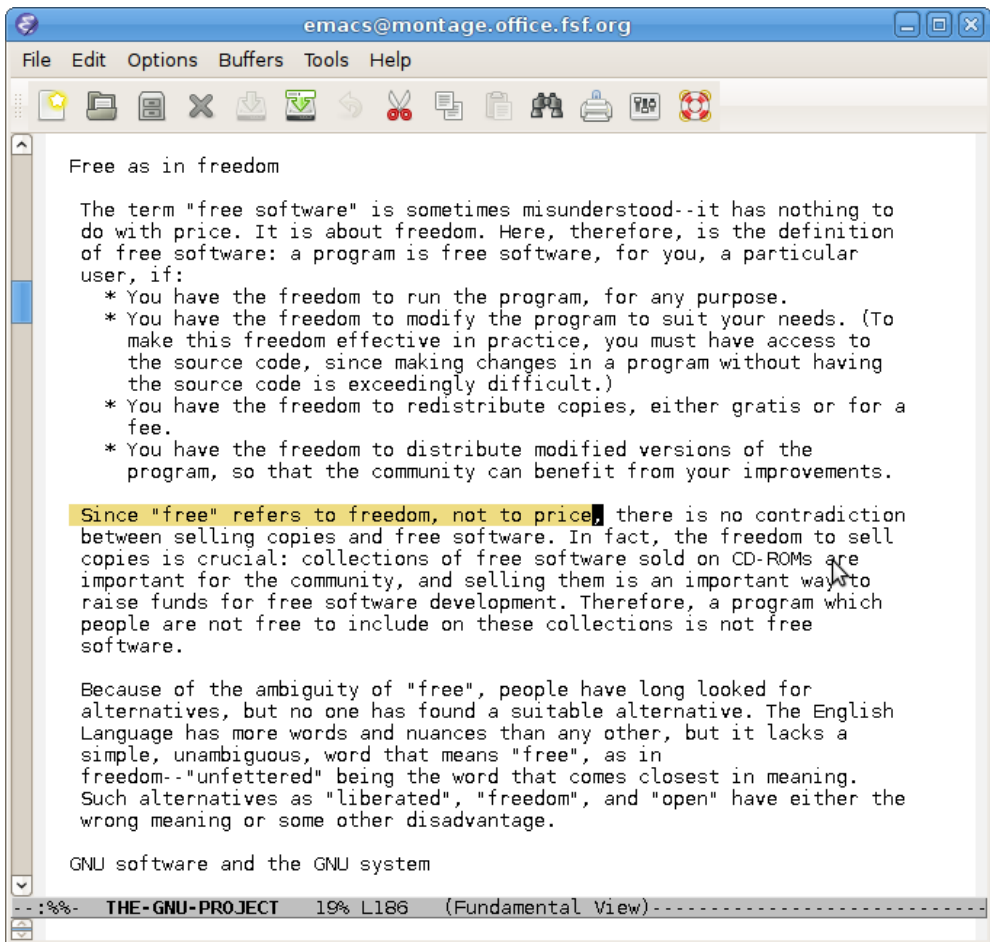 emacs@montage.office.fsf.org
File Edit Options Buffers Tools Help
Free as in freedom
The term "free software" is sometimes misunderstood--it has nothing to
do with price. It is about freedom. Here, therefore, is the definition
of free software: a program is free software, for you, a particular
user, if:
* You have the freedom to run the program, for any purpose.
* You have the freedom to modify the program to suit your needs. (To
make this freedom effective in practice, you must have access to
the source code, since making changes in a program without having
the source code is exceedingly difficult.)
* You have the freedom to redistribute copies, either gratis or for a
fee.
* You have the freedom to distribute modified versions of the
program, so that the community can benefit from your improvements.
Since "free" refers to freedom, not to price, there is no contradiction
between selling copies and free software. In fact, the freedom to sell
copies is crucial: collections of free software sold on CD-ROMs are
important for the community, and selling them is an important way to
raise funds for free software development. Therefore, a program which
people are not free to include on these collections is not free
software.
Because of the ambiguity of "free", people have long looked for
alternatives, but no one has found a suitable alternative. The English
Language has more words and nuances than any other, but it lacks a
simple, unambiguous, word that means "free", as in
freedom--"unfettered" being the word that comes closest in meaning.
Such alternatives as "liberated", "freedom", and "open" have either the
wrong meaning or some other disadvantage.
GNU software and the GNU system
--:%%- THE-GNU-PROJECT 19% L186 (Fundamental View)-----------------------------